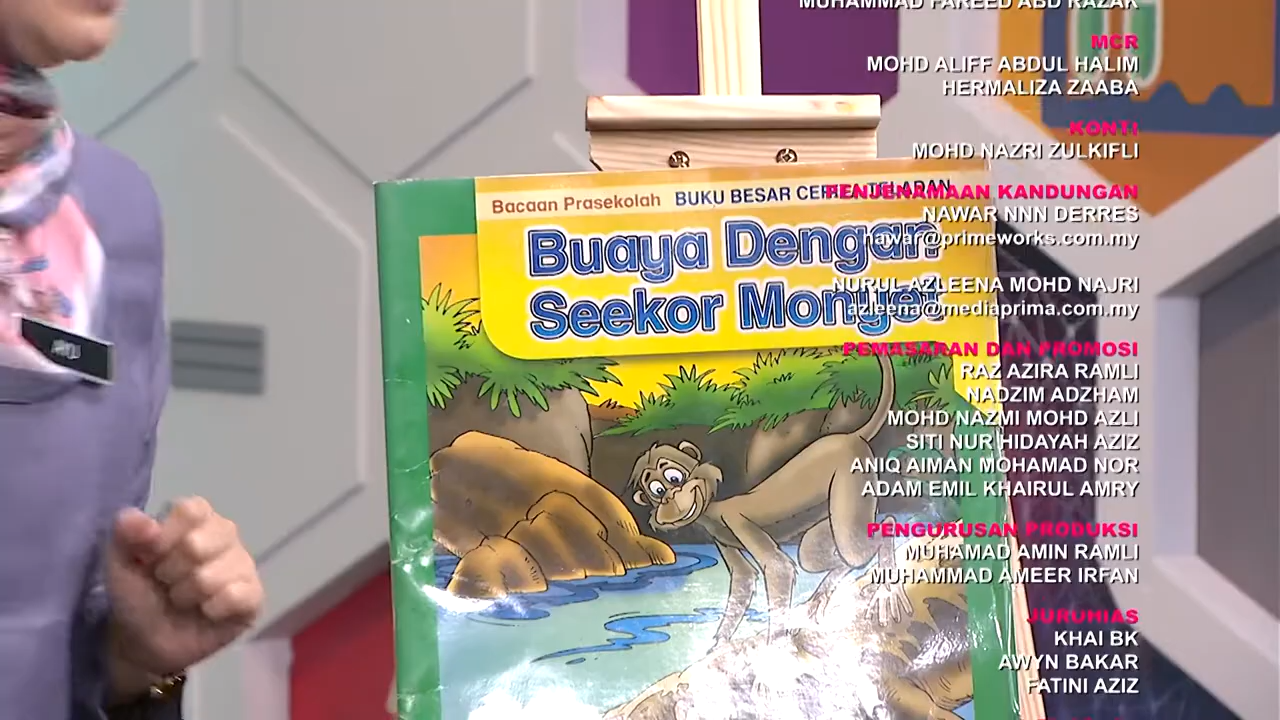 MUHAMMAD FAREED ABD RAZAK
MCR
MOHD ALIFF ABDUL HALIM
HERMALIZA ZAABA
KONTI
MOHD NAZRI ZULKIFLI
PENJENAMAAN KANDUNGAN
NAWAR NNN DERRES
nawar@primeworks.com.my
NURUL AZLEENA MOHD NAJRI
azleena@mediaprima.com.my
PEMASARAN DAN PROMOSI
RAZ AZIRA RAMLI
NADZIM ADZHAM
MOHD NAZMI MOHD AZLI
SITI NUR HIDAYAH AZIZ
ANIQ AIMAN MOHAMAD NOR
ADAM EMIL KHAIRUL AMRY
PENGURUSAN PRODUKSI
MUHAMAD AMIN RAMLI
MUHAMMAD AMEER IRFAN
JURUHIAS
KHAI BK
AWYN BAKAR
FATINI AZIZ
Bacaan Prasekolah BUKU BESAR CERITA TELADAN
Buaya Dengan
Seekor Monyet